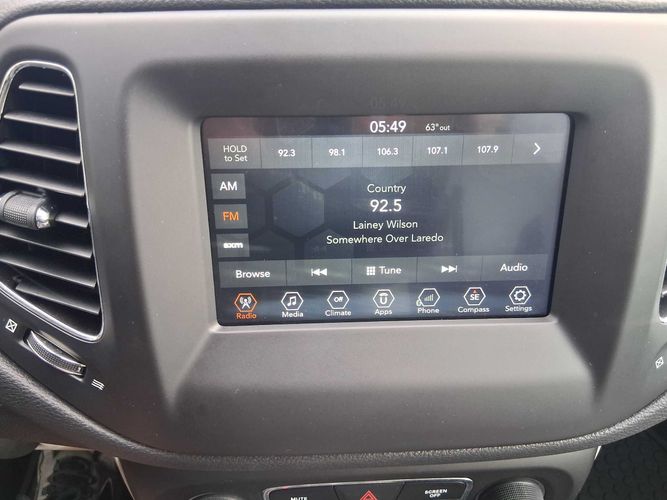 05:49 63°out
HOLD
to Set
92.3 98.1 106.3 107.1 107.9
AM
FM
sxm
Country
92.5
Lainey Wilson
Somewhere Over Laredo
Browse Tune Audio
Off SE
Radio Media Climate Apps Phone Compass Settings
MUTE SCREEN
OFF